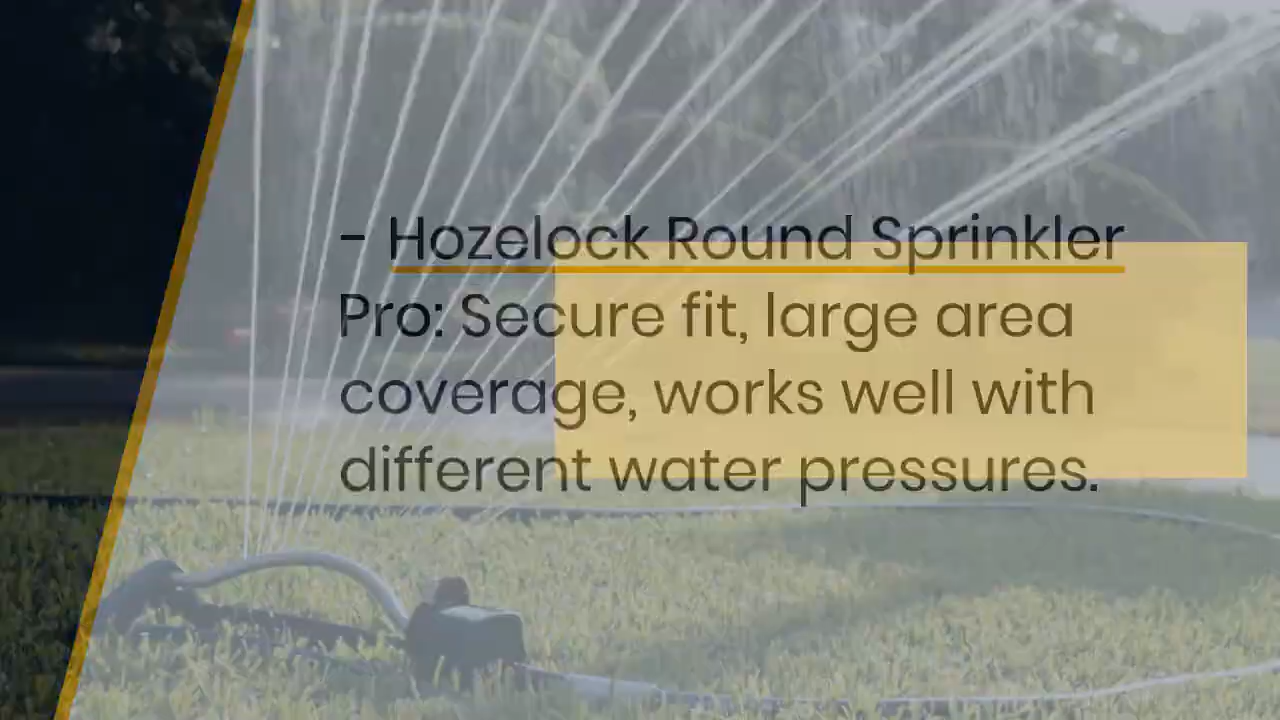 - Hozelock Round Sprinkler
Pro: Secure fit, large area
coverage, works well with
different water pressures.